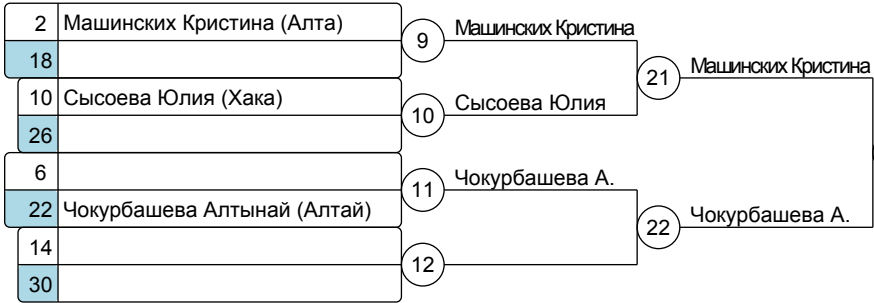 2 Машинских Кристина (Алта)
18
10 Сысоева Юлия (Хака)
26
6
22 Чокурбашева Алтынай (Алтай)
14
30
9 Машинских Кристина
10 Сысоева Юлия
11 Чокурбашева А.
12
21 Машинских Кристина
22 Чокурбашева А.